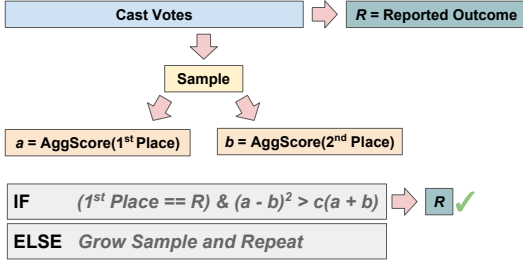 Cast Votes
R = Reported Outcome
Sample
a = AggScore(1st Place)
b = AggScore(2nd Place)
IF (1st Place == R) & (a - b)² > c(a + b)
R
ELSE Grow Sample and Repeat